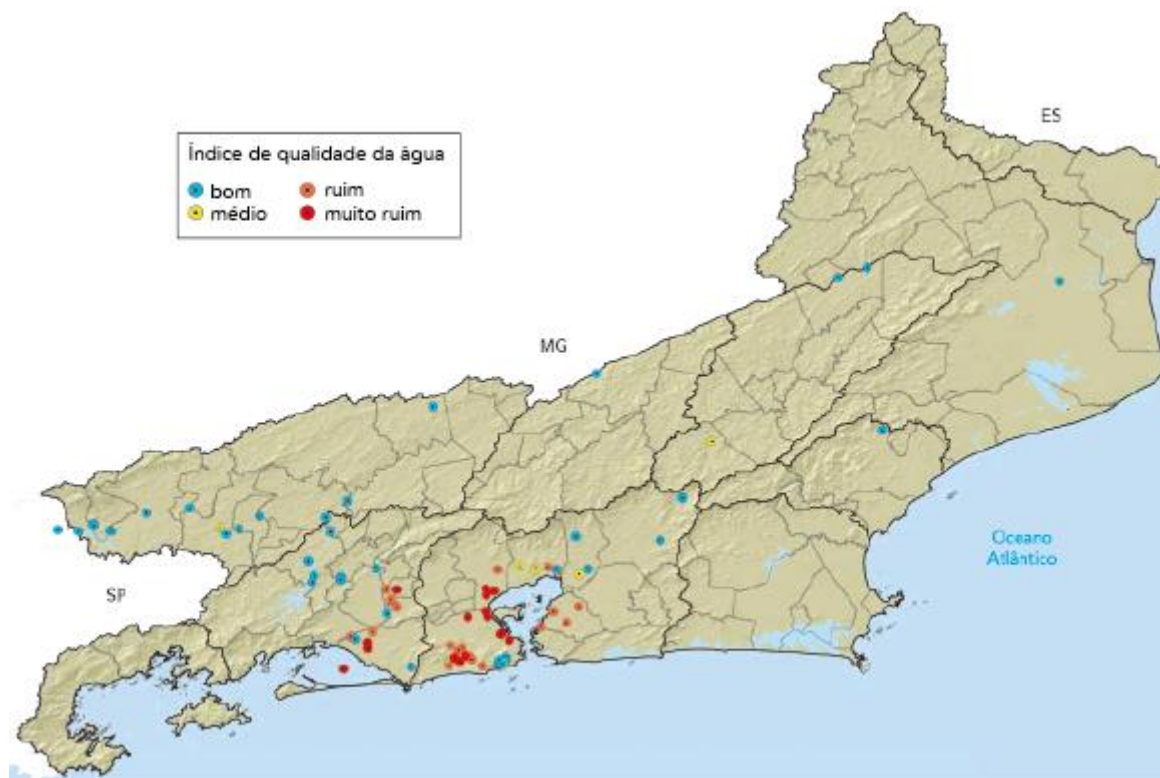 ES
Índice de qualidade da água
bom
ruim
médio
muito ruim
MG
Oceano
Atlântico
SP